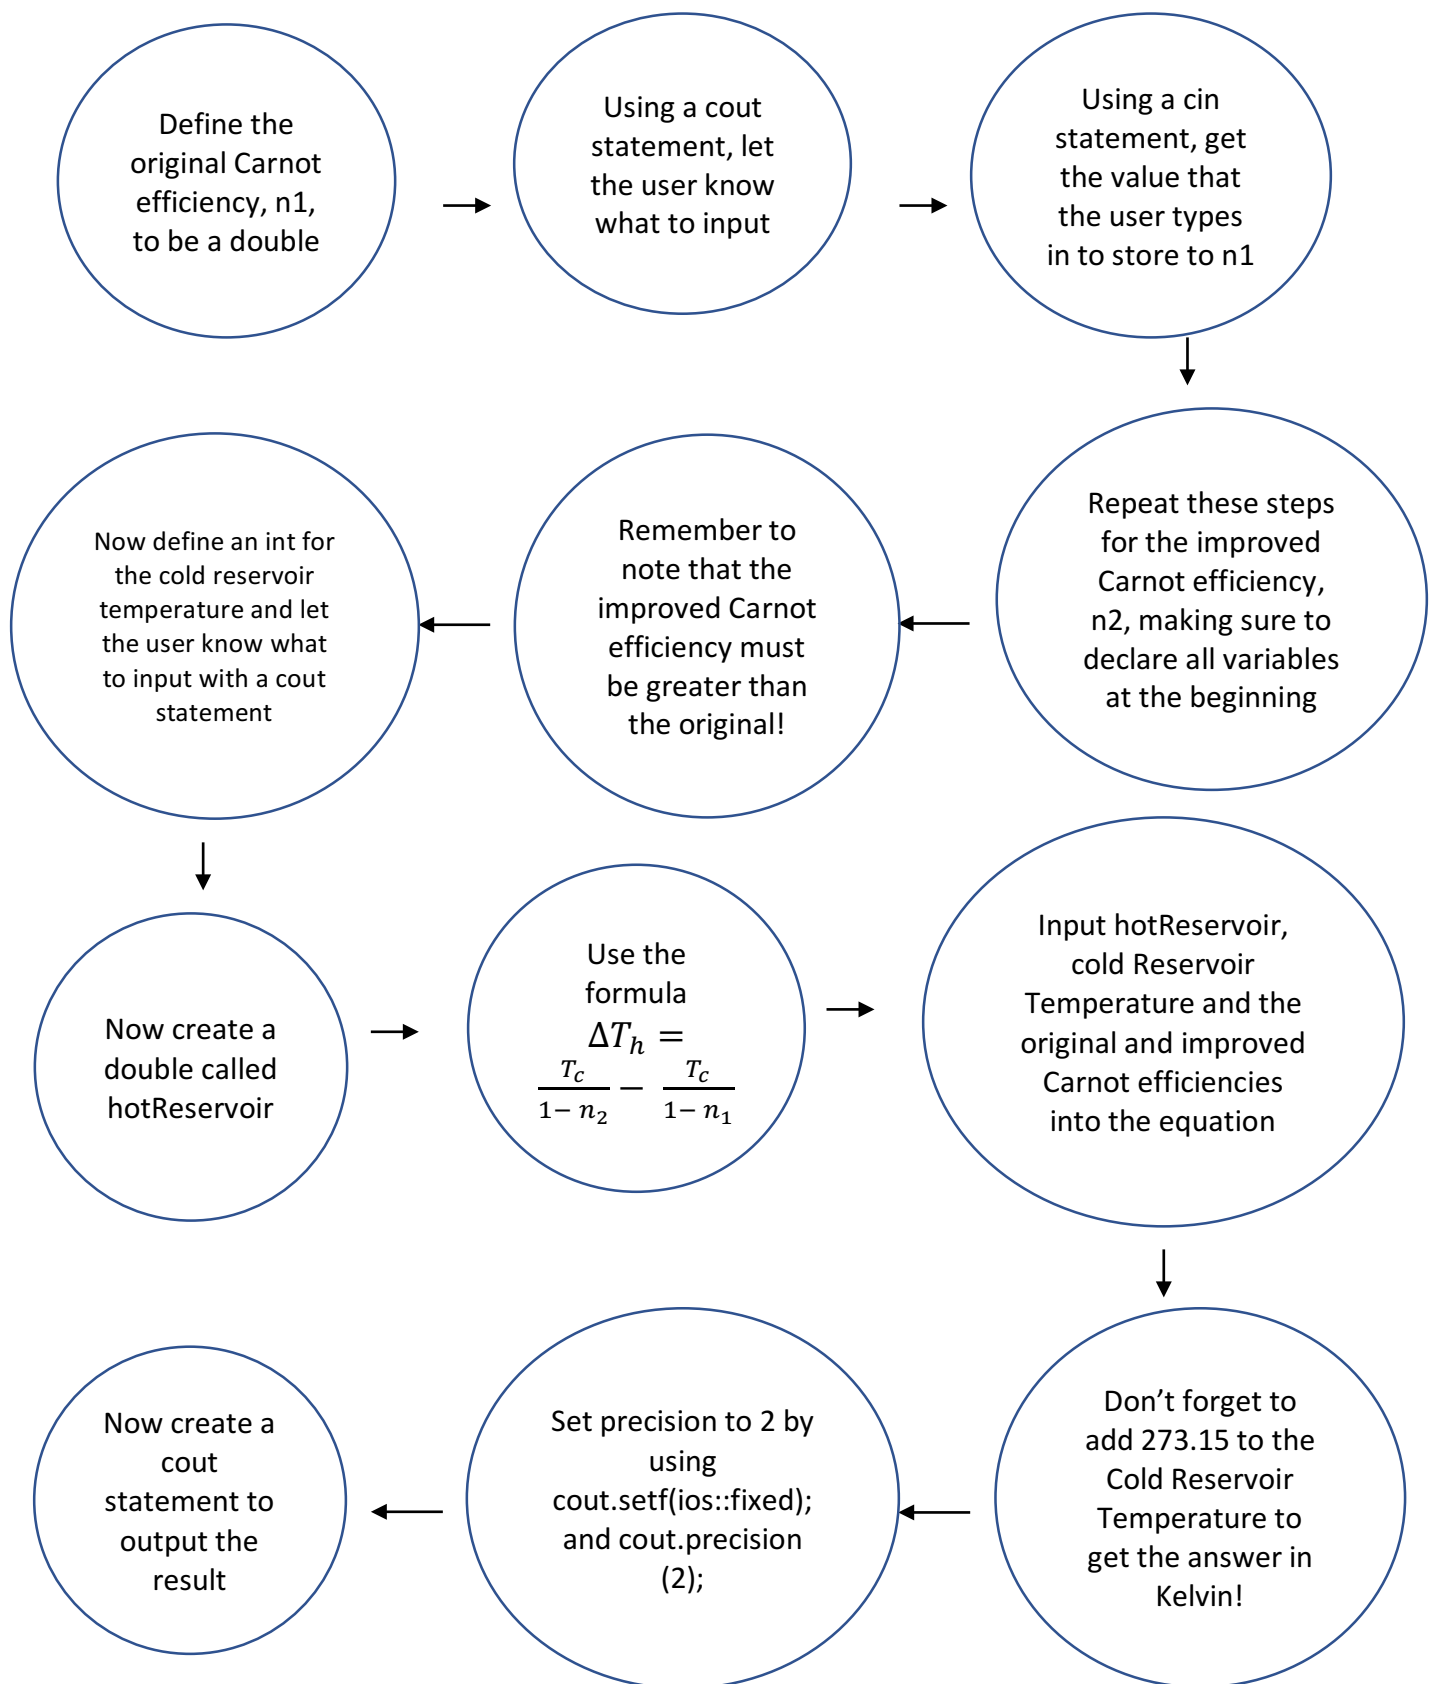 Define the
original Carnot
efficiency, n1,
to be a double
Using a cout
statement, let
the user know
what to input
Using a cin
statement, get
the value that
the user types
in to store to n1
Repeat these steps
for the improved
Carnot efficiency,
n2, making sure to
declare all variables
at the beginning
Remember to
note that the
improved Carnot
efficiency must
be greater than
the original!
Now define an int for
the cold reservoir
temperature and let
the user know what
to input with a cout
statement
Now create a
double called
hotReservoir
Use the
formula
ΔT_h =
T_c/(1− n_2) − T_c/(1− n_1)
Input hotReservoir,
cold Reservoir
Temperature and the
original and improved
Carnot efficiencies
into the equation
Don’t forget to
add 273.15 to the
Cold Reservoir
Temperature to
get the answer in
Kelvin!
Set precision to 2 by
using
cout.setf(ios::fixed);
and cout.precision
(2);
Now create a
cout
statement to
output the
result